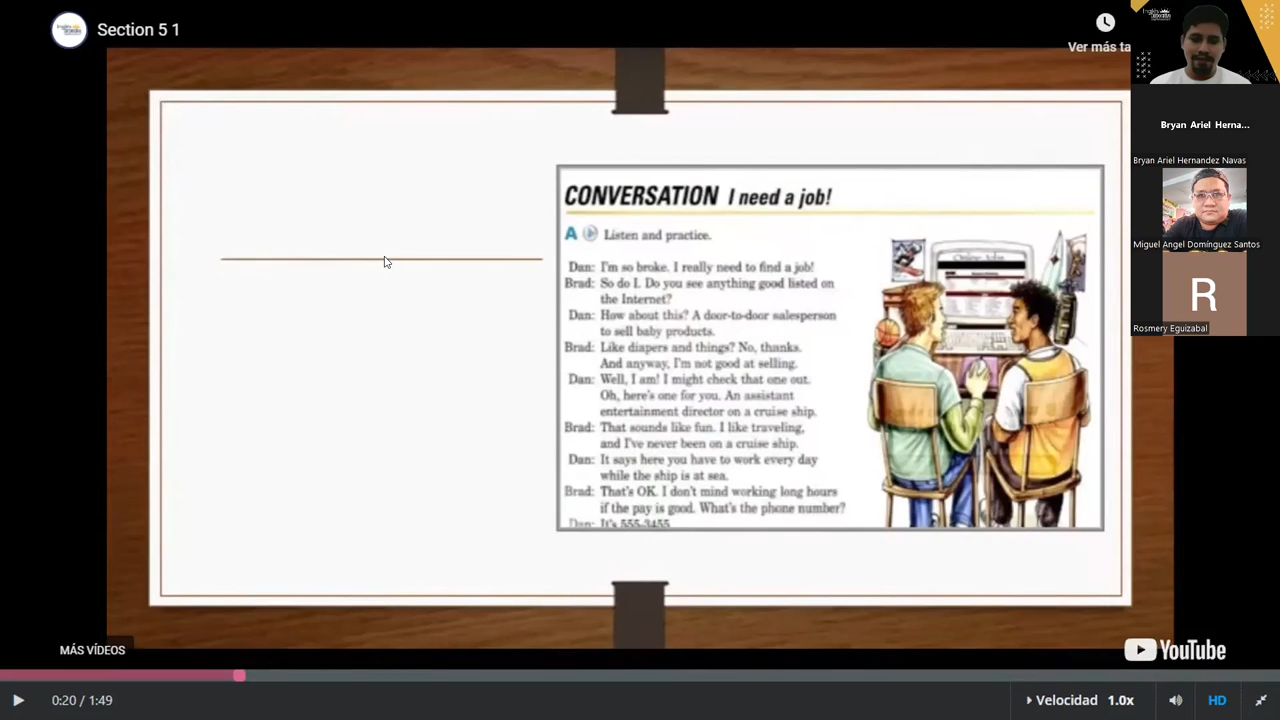 Section 5 1
Ver más ta
Bryan Ariel Herna...
Bryan Ariel Hernandez Navas
Miguel Angel Domínguez Santos
R
Rosmery Eguizabal
CONVERSATION I need a job!
A Listen and practice.
Dan: I'm so broke. I really need to find a job!
Brad: So do I. Do you see anything good listed on
the Internet?
Dan: How about this? A door-to-door salesperson
to sell baby products.
Brad: Like diapers and things? No, thanks.
And anyway, I'm not good at selling.
Dan: Well, I am! I might check that one out.
Oh, here's one for you. An assistant
entertainment director on a cruise ship.
Brad: That sounds like fun. I like traveling,
and I've never been on a cruise ship.
Dan: It says here you have to work every day
while the ship is at sea.
Brad: That's OK. I don't mind working long hours
if the pay is good. What's the phone number?
Dan: It's 555-3455
Online Jobs
MÁS VÍDEOS
YouTube
0:20 / 1:49
Velocidad 1.0x
HD